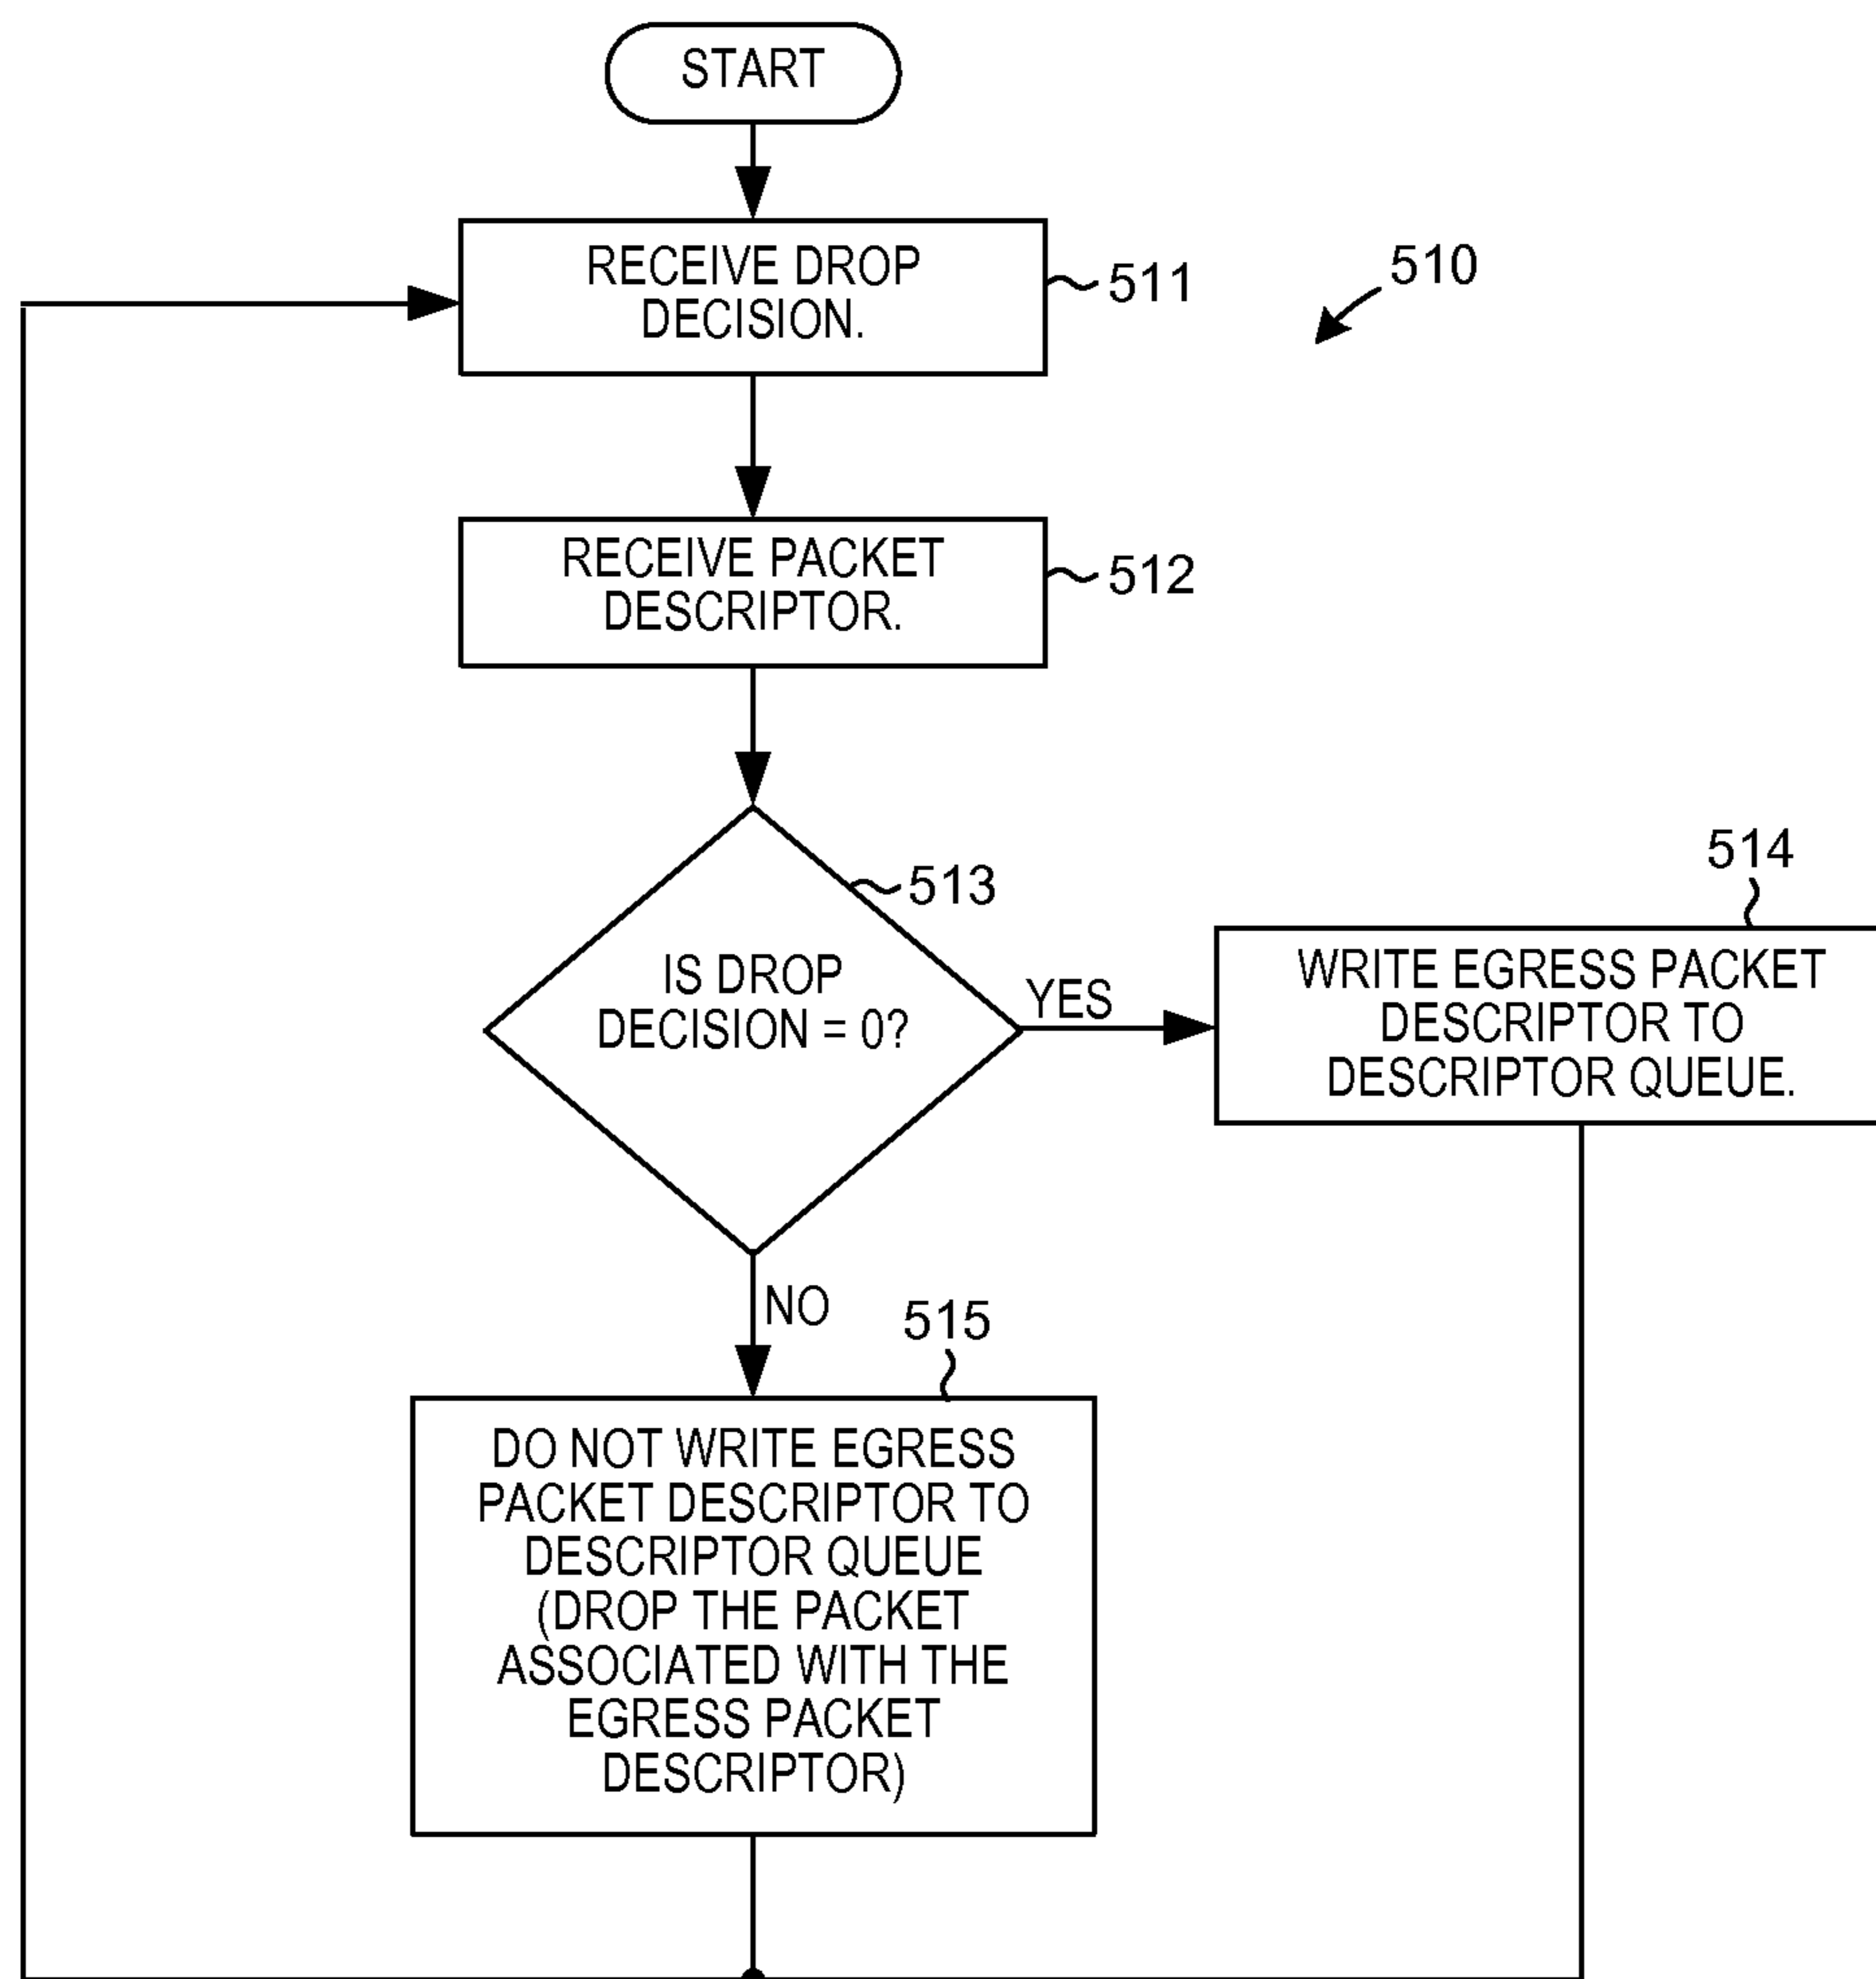 START
RECEIVE DROP
DECISION.
511
510
RECEIVE PACKET
DESCRIPTOR.
512
513
IS DROP
DECISION = 0?
YES
514
WRITE EGRESS PACKET
DESCRIPTOR TO
DESCRIPTOR QUEUE.
NO
515
DO NOT WRITE EGRESS
PACKET DESCRIPTOR TO
DESCRIPTOR QUEUE
(DROP THE PACKET
ASSOCIATED WITH THE
EGRESS PACKET
DESCRIPTOR)